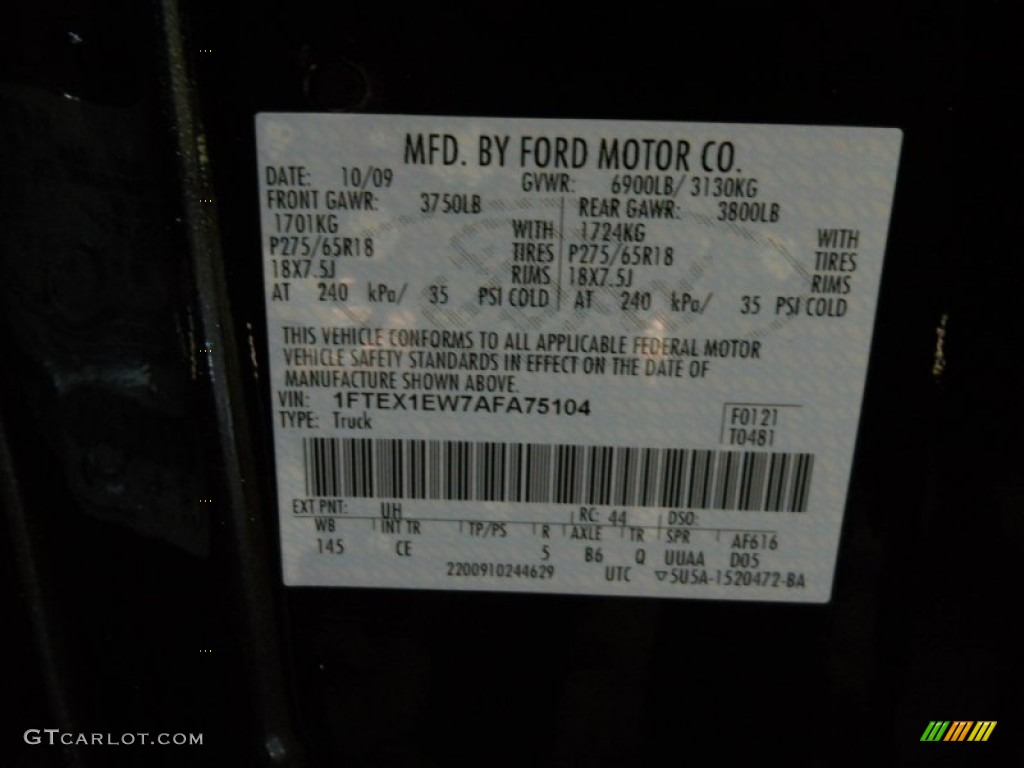 MFD. BY FORD MOTOR CO.
DATE: 10/09 GVWR: 6900LB/ 3130KG
FRONT GAWR: 3750LB REAR GAWR: 3800LB
1701KG WITH 1724KG WITH
P275/65R18 TIRES P275/65R18 TIRES
18X7.5J RIMS 18X7.5J RIMS
AT 240 kPa/ 35 PSI COLD AT 240 kPa/ 35 PSI COLD
THIS VEHICLE CONFORMS TO ALL APPLICABLE FEDERAL MOTOR
VEHICLE SAFETY STANDARDS IN EFFECT ON THE DATE OF
MANUFACTURE SHOWN ABOVE.
VIN: 1FTEX1EW7AFA75104
TYPE: Truck
F0121
T0481
EXT PNT: UH RC: 44 DSO:
WB INT TR TP/PS R AXLE TR SPR AF616
145 CE 5 B6 Q UUAA D05
2200910244629 UTC ▽5U5A-1520472-BA
GTCARLOT.COM